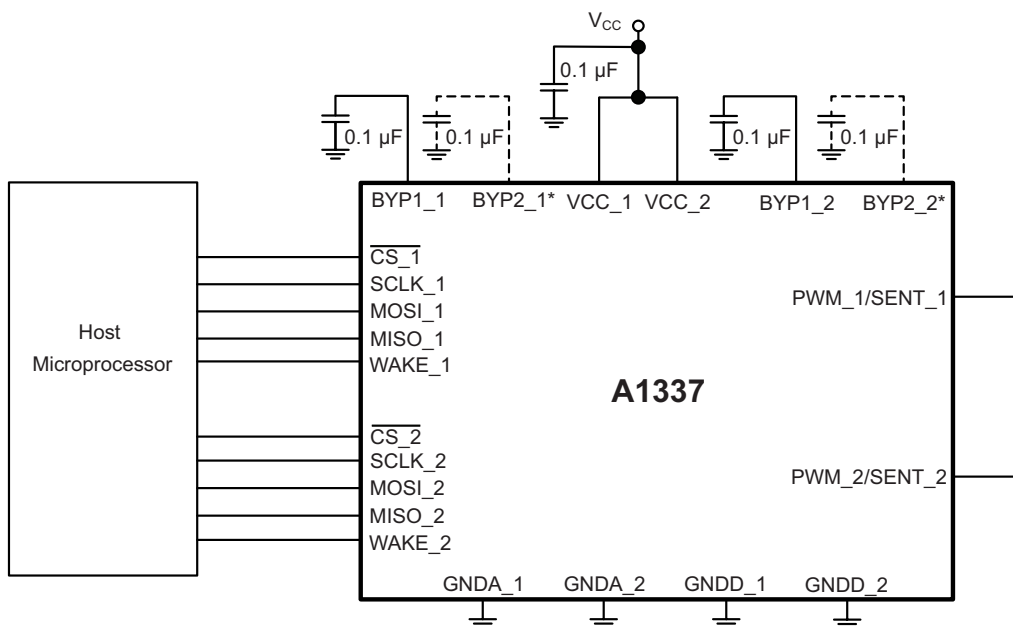 VCC
0.1 µF
0.1 µF
0.1 µF
0.1 µF
0.1 µF
BYP1_1
BYP2_1*
VCC_1
VCC_2
BYP1_2
BYP2_2*
CS_1
SCLK_1
MOSI_1
MISO_1
WAKE_1
Host
Microprocessor
PWM_1/SENT_1
A1337
CS_2
SCLK_2
MOSI_2
MISO_2
WAKE_2
PWM_2/SENT_2
GNDA_1
GNDA_2
GNDD_1
GNDD_2